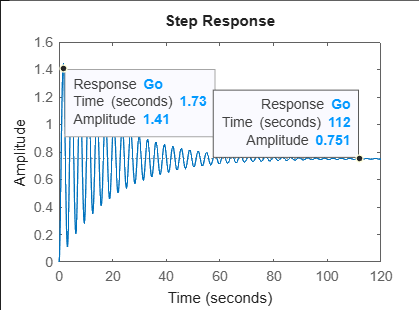 Step Response
Response Go
Time (seconds) 1.73
Amplitude 1.41
Response Go
Time (seconds) 112
Amplitude 0.751
1.6
1.4
1.2
1
0.8
0.6
0.4
0.2
0
Amplitude
0 20 40 60 80 100 120
Time (seconds)